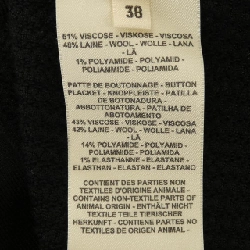 38
51% VISCOSE - VISKOSE - VISCOSA
48% LAINE - WOOL - WOLLE - LANA
- LÃ
1% POLYAMIDE - POLYAMID -
POLIAMMIDE - POLIAMIDA
PATTE DE BOUTONNAGE - BUTTON
PLACKET - KNOPFLEISTE - PATILLA
DE BOTONADURA -
ABBOTTONATURA - PATILHA DE
ABOTOAMENTO
43% VISCOSE - VISKOSE - VISCOSA
42% LAINE - WOOL - WOLLE - LANA
- LÃ
14% POLYAMIDE - POLYAMID -
POLIAMMIDE - POLIAMIDA
1% ELASTHANNE - ELASTANE -
ELASTHAN - ELASTAN - ELASTANO
CONTIENT DES PARTIES NON
TEXTILES D'ORIGINE ANIMALE -
CONTAINS NON-TEXTILE PARTS OF
ANIMAL ORIGIN - ENTHÄLT NICHT
TEXTILE TEILE TIERISCHER
HERKUNFT - CONTIENE PARTES NO
TEXTILES DE ORIGEN ANIMAL -